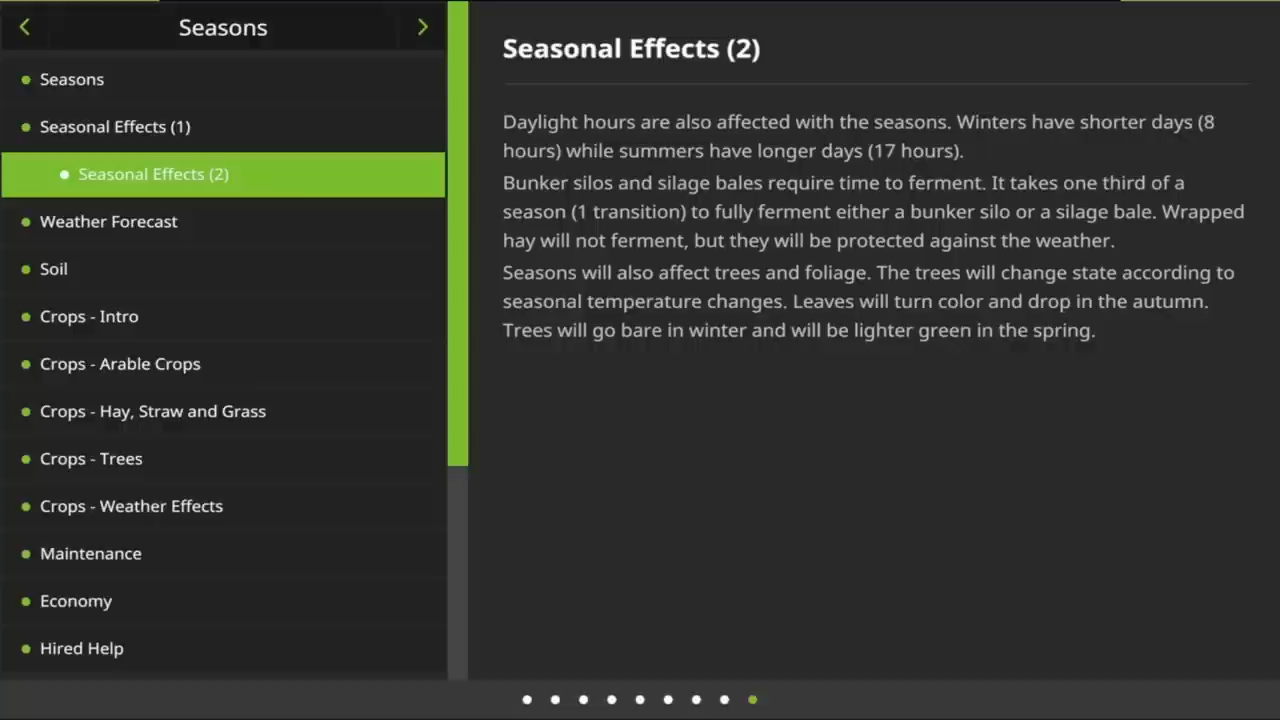 Seasons
Seasons
Seasonal Effects (1)
Seasonal Effects (2)
Weather Forecast
Soil
Crops - Intro
Crops - Arable Crops
Crops - Hay, Straw and Grass
Crops - Trees
Crops - Weather Effects
Maintenance
Economy
Hired Help
Seasonal Effects (2)
Daylight hours are also affected with the seasons. Winters have shorter days (8
hours) while summers have longer days (17 hours).
Bunker silos and silage bales require time to ferment. It takes one third of a
season (1 transition) to fully ferment either a bunker silo or a silage bale. Wrapped
hay will not ferment, but they will be protected against the weather.
Seasons will also affect trees and foliage. The trees will change state according to
seasonal temperature changes. Leaves will turn color and drop in the autumn.
Trees will go bare in winter and will be lighter green in the spring.